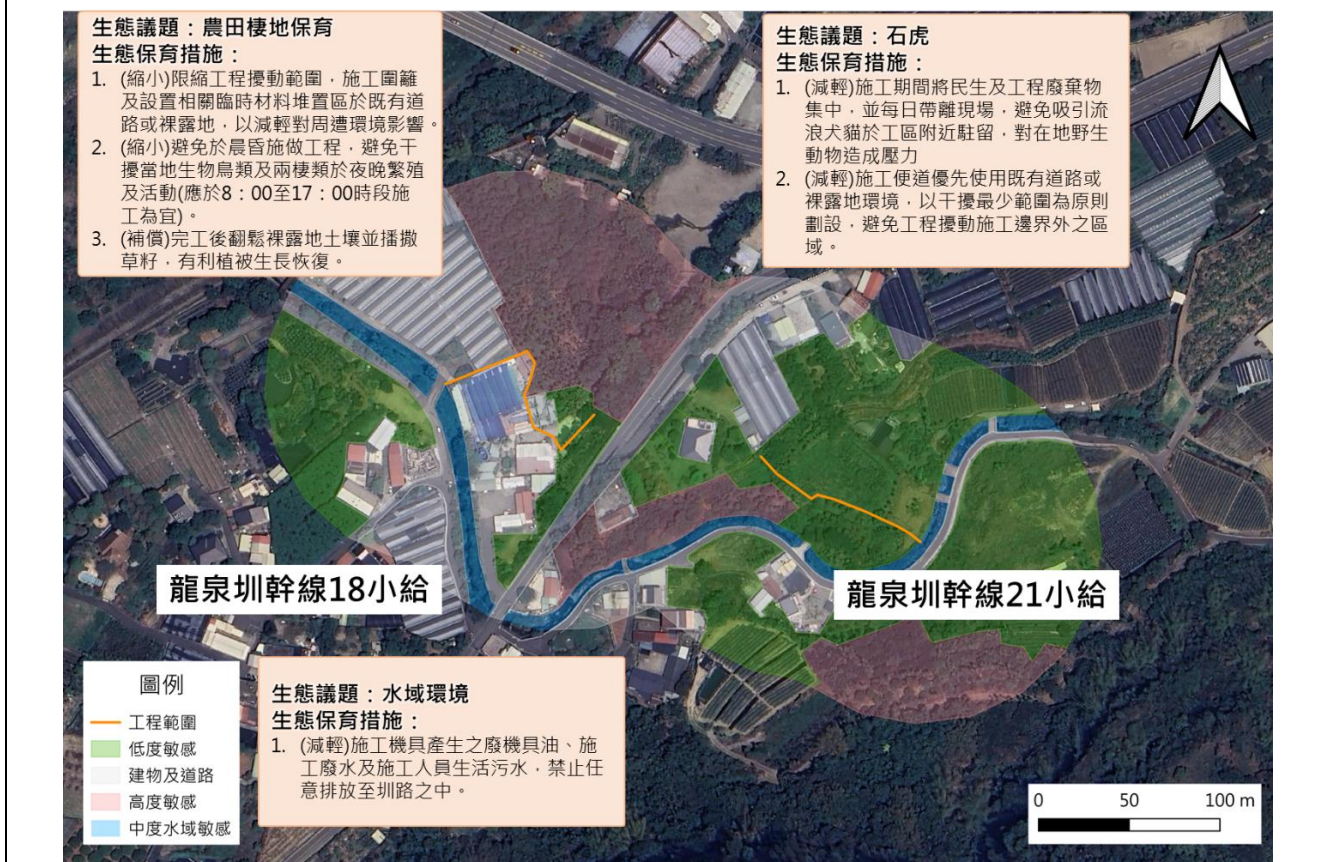 生態議題：農田棲地保育
生態保育措施：
1. (縮小)限縮工程擾動範圍，施工圍籬
及設置相關臨時材料堆置區於既有道
路或裸露地，以減輕對周遭環境影響。
2. (縮小)避免於晨昏施做工程，避免干
擾當地生物鳥類及兩棲類於夜晚繁殖
及活動(應於8：00至17：00時段施
工為宜)。
3. (補償)完工後翻鬆裸露地土壤並播撒
草籽，有利植被生長恢復。
生態議題：石虎
生態保育措施：
1. (減輕)施工期間將民生及工程廢棄物
集中，並每日帶離現場，避免吸引流
浪犬貓於工區附近駐留，對在地野生
動物造成壓力
2. (減輕)施工便道優先使用既有道路或
裸露地環境，以干擾最少範圍為原則
劃設，避免工程擾動施工邊界外之區
域。
龍泉圳幹線18小給
龍泉圳幹線21小給
圖例
工程範圍
低度敏感
建物及道路
高度敏感
中度水域敏感
生態議題：水域環境
生態保育措施：
1. (減輕)施工機具產生之廢機具油、施
工廢水及施工人員生活污水，禁止任
意排放至圳路之中。
0 50 100 m